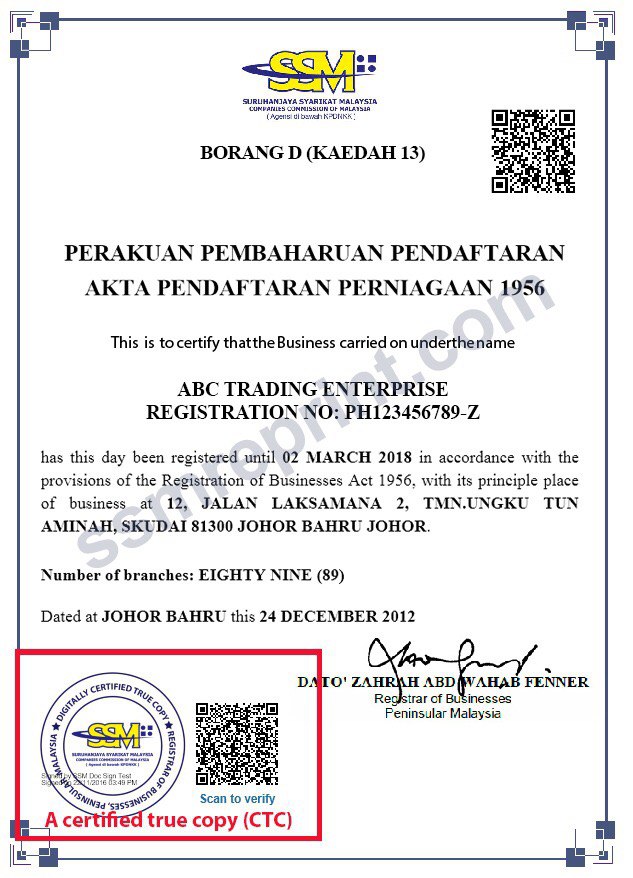 SSM
SURUHANJAYA SYARIKAT MALAYSIA
COMPANIES COMMISSION OF MALAYSIA
( Agensi di bawah KPDNKK )
BORANG D (KAEDAH 13)
PERAKUAN PEMBAHARUAN PENDAFTARAN
AKTA PENDAFTARAN PERNIAGAAN 1956
This is to certify that the Business carried on under the name
ABC TRADING ENTERPRISE
REGISTRATION NO: PH123456789-Z
has this day been registered until 02 MARCH 2018 in accordance with the
provisions of the Registration of Businesses Act 1956, with its principle place
of business at 12, JALAN LAKSAMANA 2, TMN.UNGKU TUN
AMINAH, SKUDAI 81300 JOHOR BAHRU JOHOR.
ssmreprint.com
Number of branches: EIGHTY NINE (89)
Dated at JOHOR BAHRU this 24 DECEMBER 2012
DATO' ZAHRAH ABD WAHAB FENNER
Registrar of Businesses
Peninsular Malaysia
DIGITALLY CERTIFIED TRUE COPY ★ REGISTRAR OF BUSINESSES, PENINSULAR MALAYSIA ★
SSM
SURUHANJAYA SYARIKAT MALAYSIA
COMPANIES COMMISSION OF MALAYSIA
( Agensi di bawah KPDNKK )
Signed by SSM Doc Sign Test
Signed 22/11/2016 03:49 PM
Scan to verify
A certified true copy (CTC)